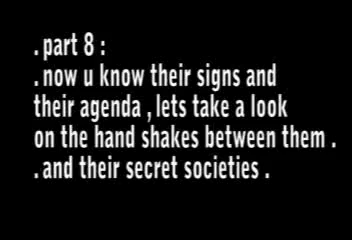 . part 8 :
. now u know their signs and
their agenda , lets take a look
on the hand shakes between them .
. and their secret societies .